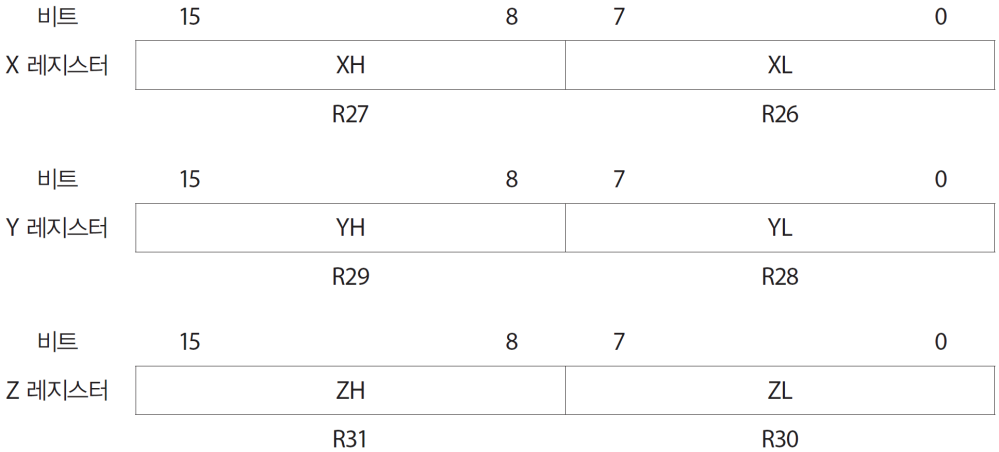 비트 15 8 7 0
X 레지스터 XH XL
R27 R26
비트 15 8 7 0
Y 레지스터 YH YL
R29 R28
비트 15 8 7 0
Z 레지스터 ZH ZL
R31 R30